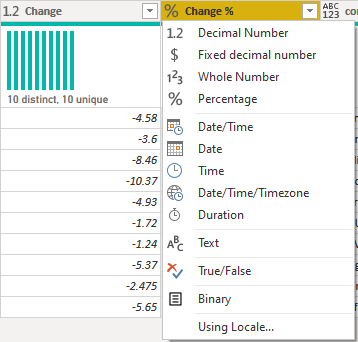 1.2 Change
% Change %
ABC 123 co
1.2 Decimal Number
$ Fixed decimal number
1²3 Whole Number
% Percentage
Date/Time
Date
Time
Date/Time/Timezone
Duration
ABC Text
True/False
Binary
Using Locale...
10 distinct, 10 unique
-4.58
-3.6
-8.46
-10.37
-4.93
-1.72
-1.24
-5.37
-2.475
-5.65